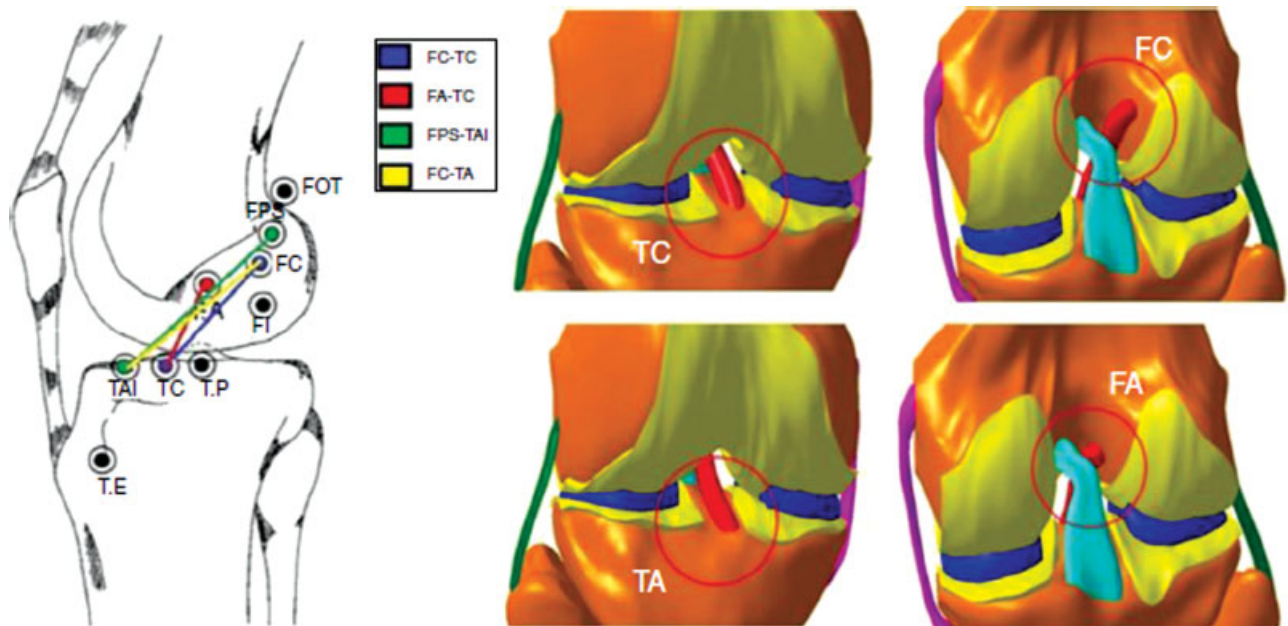 FC-TC
FA-TC
FPS-TAI
FC-TA
FOT
FPS
FC
A
FI
TAI
TC
T.P
T.E
TC
FC
TA
FA